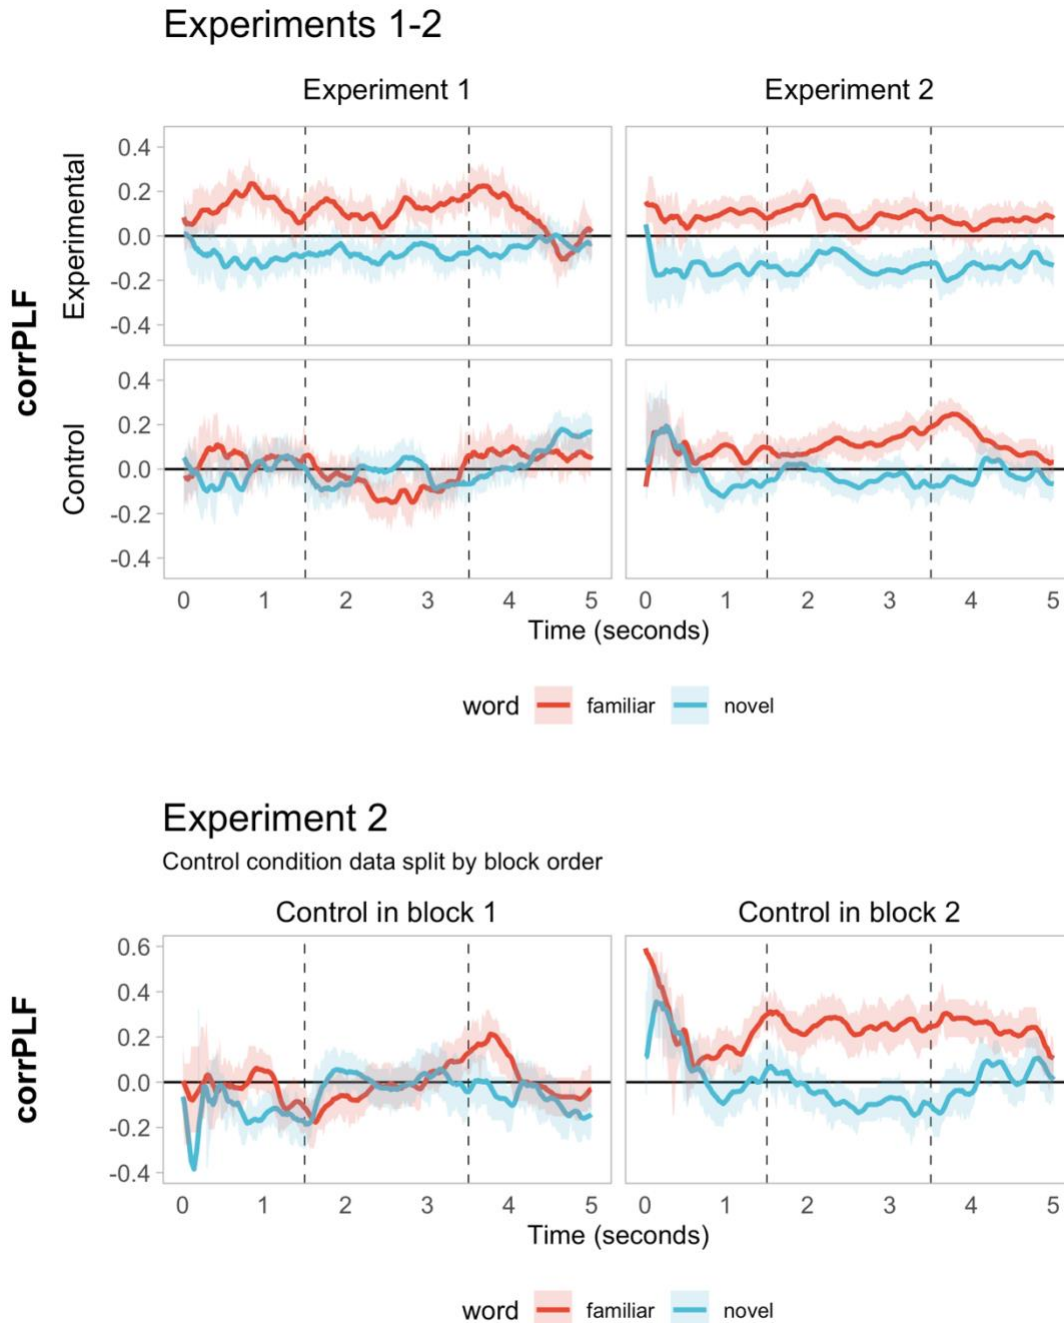 Experiments 1-2
Experiment 1
Experiment 2
corrPLF
Experimental
0.4
0.2
0.0
-0.2
-0.4
Control
0.4
0.2
0.0
-0.2
-0.4
0 1 2 3 4 5
0 1 2 3 4 5
Time (seconds)
word familiar novel
Experiment 2
Control condition data split by block order
Control in block 1
Control in block 2
corrPLF
0.6
0.4
0.2
0.0
-0.2
-0.4
0 1 2 3 4 5
0 1 2 3 4 5
Time (seconds)
word familiar novel